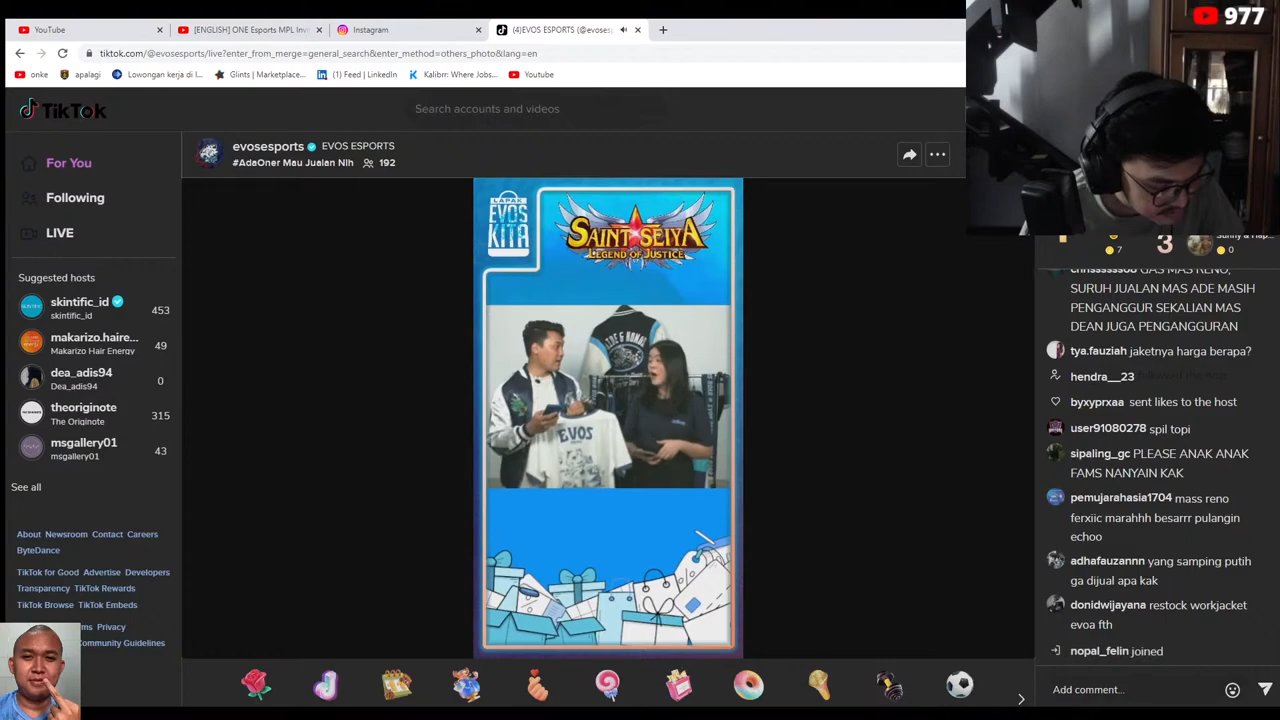 YouTube
[ENGLISH] ONE Esports MPL Inv
Instagram
(4)EVOS ESPORTS (@evoses
977
tiktok.com/@evosesports/live?enter_from_merge=general_search&enter_method=others_photo&lang=en
onke
apalagi
Lowongan kerja di I...
Glints | Marketplace...
(1) Feed | LinkedIn
Kalibrr: Where Jobs...
Youtube
TikTok
Search accounts and videos
For You
Following
LIVE
Suggested hosts
skintific_id
skintific_id
453
makarizo.haire...
Makarizo Hair Energy
49
dea_adis94
Dea_adis94
0
theoriginote
The Originote
315
msgallery01
msgallery01
43
See all
About Newsroom Contact Careers
ByteDance
TikTok for Good Advertise Developers
Transparency TikTok Rewards
TikTok Browse TikTok Embeds
Privacy
ommunity Guidelines
evosesports
EVOS ESPORTS
#AdaOner Mau Jualan Nih
192
LAPAK
EVOS
KITA
SAINT SEIYA
LEGEND OF JUSTICE
EVOS
7
3
0
GAS MAS RENO,
SURUH JUALAN MAS ADE MASIH
PENGANGGUR SEKALIAN MAS
DEAN JUGA PENGANGGURAN
tya.fauziah jaketnya harga berapa?
hendra__23
byxyprxaa sent likes to the host
user91080278 spil topi
sipaling_gc PLEASE ANAK ANAK
FAMS NANYAIN KAK
pemujarahasia1704 mass reno
ferxiic marahhh besarrr pulangin
echoo
adhafauzannn yang samping putih
ga dijual apa kak
donidwijayana restock workjacket
evoa fth
nopal_felin joined
Add comment...